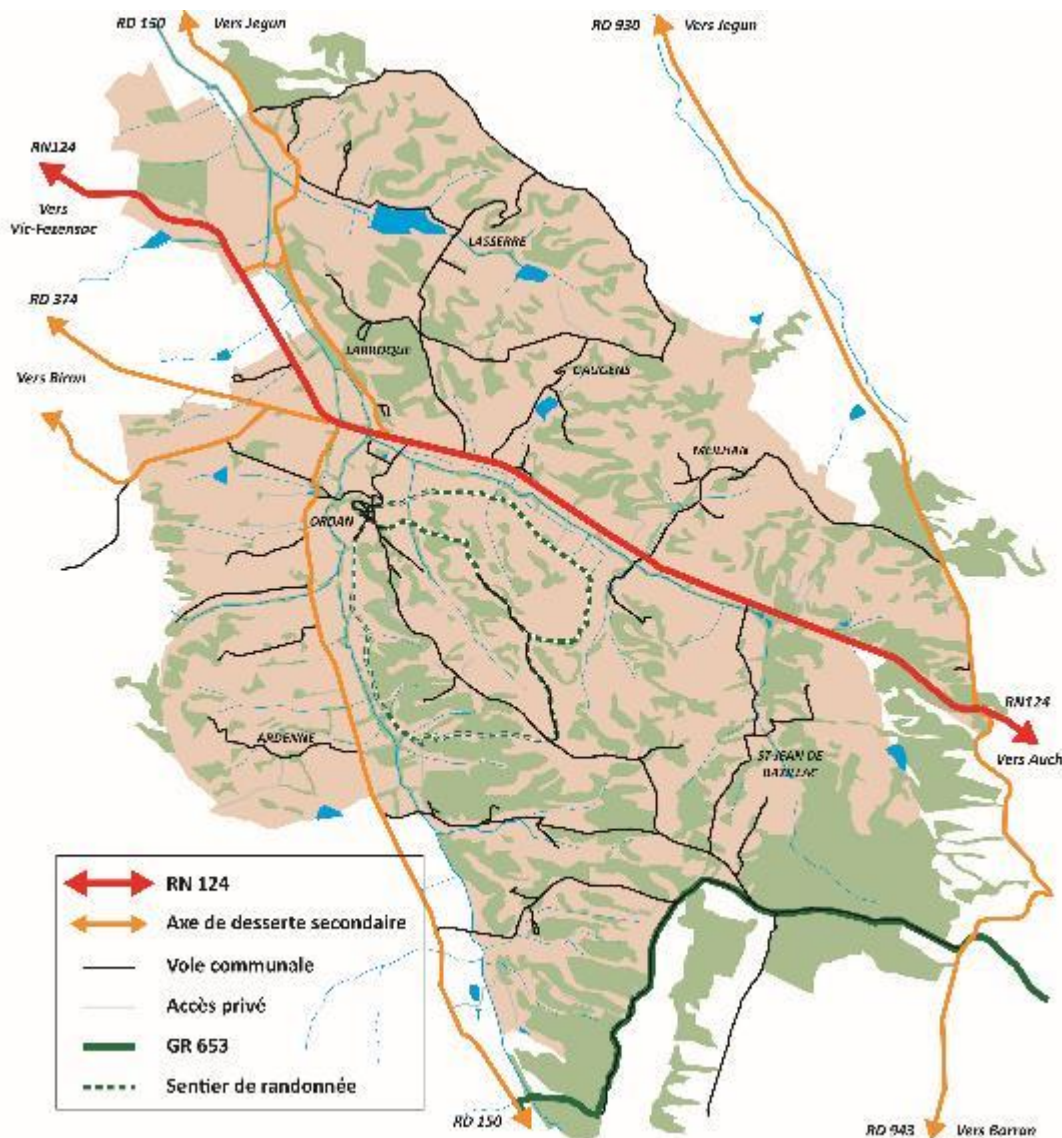 RD 150
Vers Jegun
RD 930
Vers Jegun
RN124
Vers
Vic-Fezensac
LASSERRE
RD 374
LARROQUE
Vers Biran
CAUGENS
MEILHAN
ORDAN
RN124
Vers Auch
ARDENNE
ST-JEAN DE
BAZILLAC
RN 124
Axe de desserte secondaire
Voie communale
Accès privé
GR 653
Sentier de randonnée
RD 150
RD 943
Vers Barran